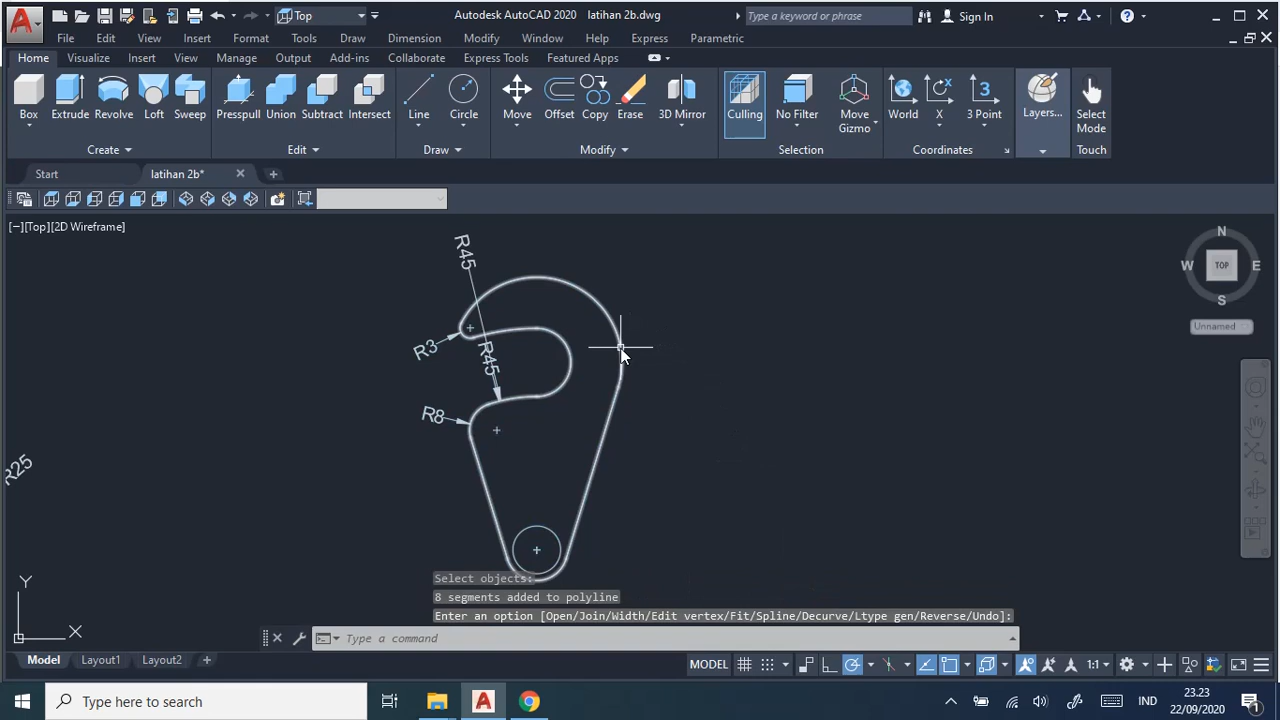 Top
Autodesk AutoCAD 2020 latihan 2b.dwg
Type a keyword or phrase
Sign In
File Edit View Insert Format Tools Draw Dimension Modify Window Help Express Parametric
Home Visualize Insert View Manage Output Add-ins Collaborate Express Tools Featured Apps
Box Extrude Revolve Loft Sweep Presspull Union Subtract Intersect Line Circle Move Offset Copy Erase 3D Mirror Culling No Filter Move Gizmo World X 3 Point Layers... Select Mode
Create Edit Draw Modify Selection Coordinates Touch
Start latihan 2b*
[−][Top][2D Wireframe]
N
W TOP E
S
Unnamed
R45
R3
R45
R8
R25
Y
X
Select objects:
8 segments added to polyline
Enter an option [Open/Join/Width/Edit vertex/Fit/Spline/Decurve/Ltype gen/Reverse/Undo]:
Type a command
Model Layout1 Layout2 +
MODEL 1:1
Type here to search
IND
23.23
22/09/2020
1